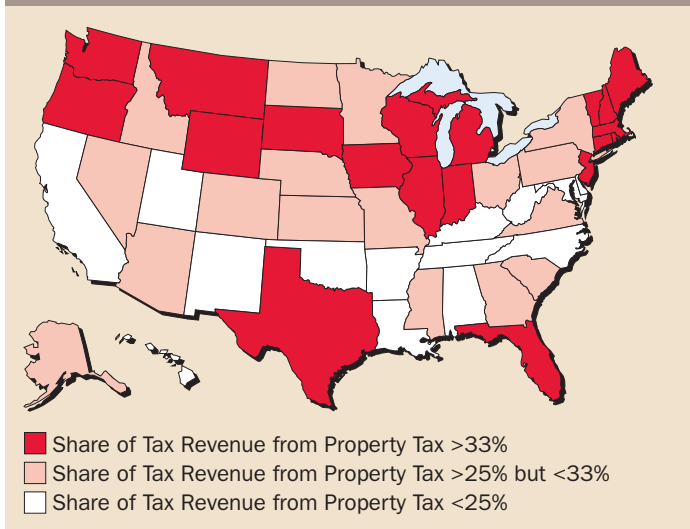 Share of Tax Revenue from Property Tax >33%
Share of Tax Revenue from Property Tax >25% but <33%
Share of Tax Revenue from Property Tax <25%